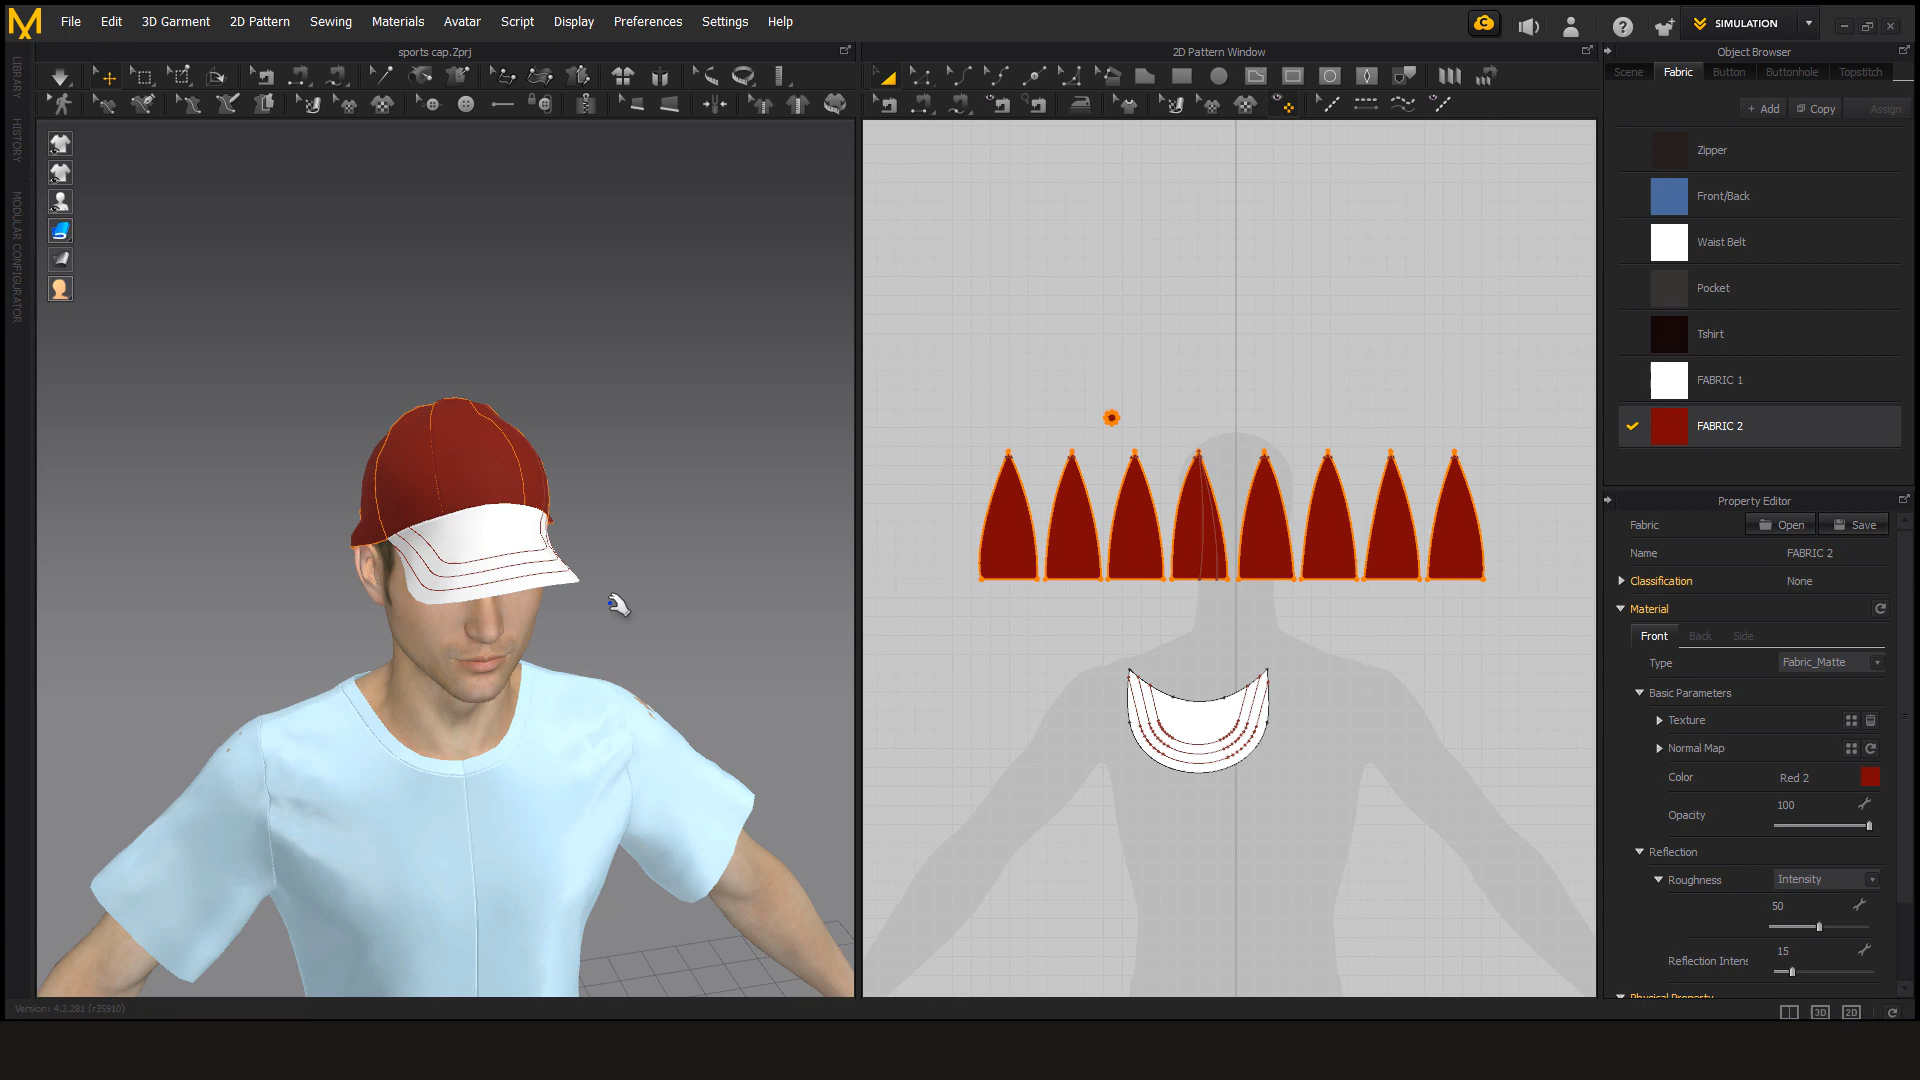 File Edit 3D Garment 2D Pattern Sewing Materials Avatar Script Display Preferences Settings Help
SIMULATION
sports cap.Zprj
2D Pattern Window
Object Browser
Scene Fabric Button Buttonhole Topstitch
+ Add Copy Assign
LIBRARY
HISTORY
MODULAR CONFIGURATOR
Zipper
Front/Back
Waist Belt
Pocket
Tshirt
FABRIC 1
FABRIC 2
Property Editor
Fabric Open Save
Name FABRIC 2
Classification None
Material
Front Back Side
Type Fabric_Matte
Basic Parameters
Texture
Normal Map
Color Red 2
Opacity 100
Reflection
Roughness Intensity
50
Reflection Intens 15
Physical Property
Version: 4.2.281 (r35910)
3D 2D